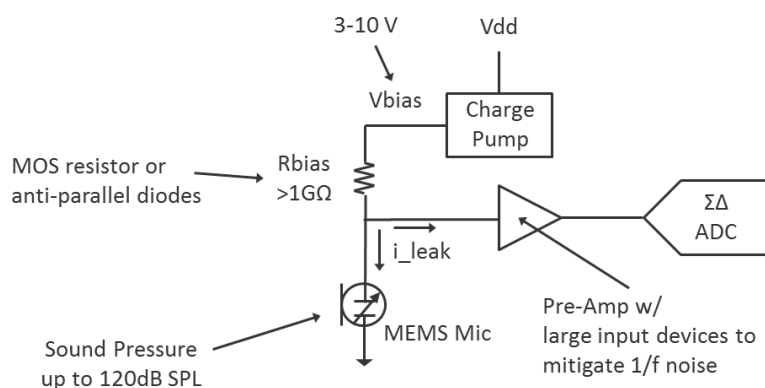 3-10 V
Vdd
Vbias
Charge
Pump
MOS resistor or
anti-parallel diodes
Rbias
>1GΩ
ΣΔ
ADC
i_leak
MEMS Mic
Pre-Amp w/
large input devices to
mitigate 1/f noise
Sound Pressure
up to 120dB SPL